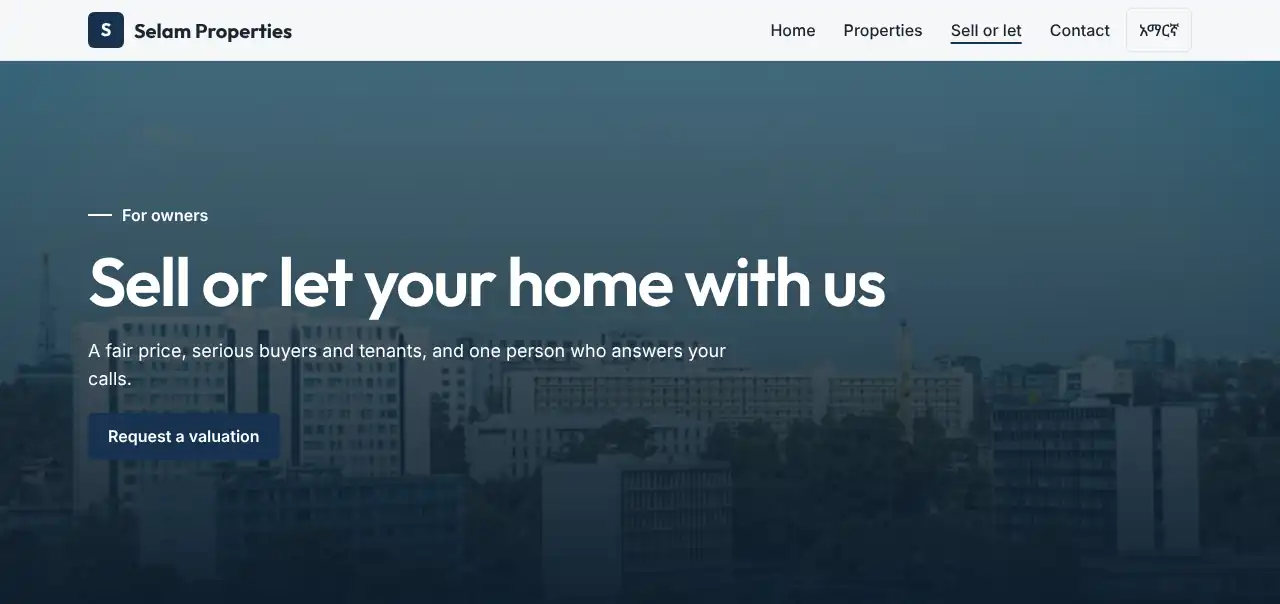 S
Selam Properties
Home
Properties
Sell or let
Contact
አማርኛ
For owners
Sell or let your home with us
A fair price, serious buyers and tenants, and one person who answers your
calls.
Request a valuation